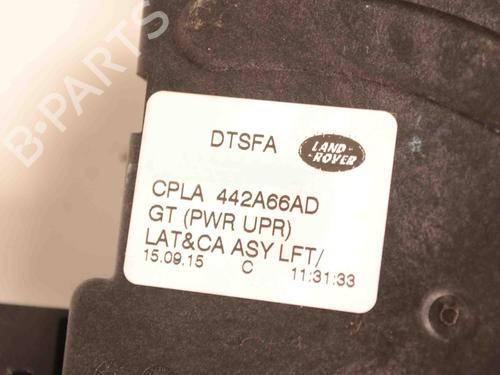 B-PARTS
DTSFA
LAND-
ROVER
CPLA 442A66AD
GT (PWR UPR)
LAT&CA ASY LFT/
15.09.15 C 11:31:33